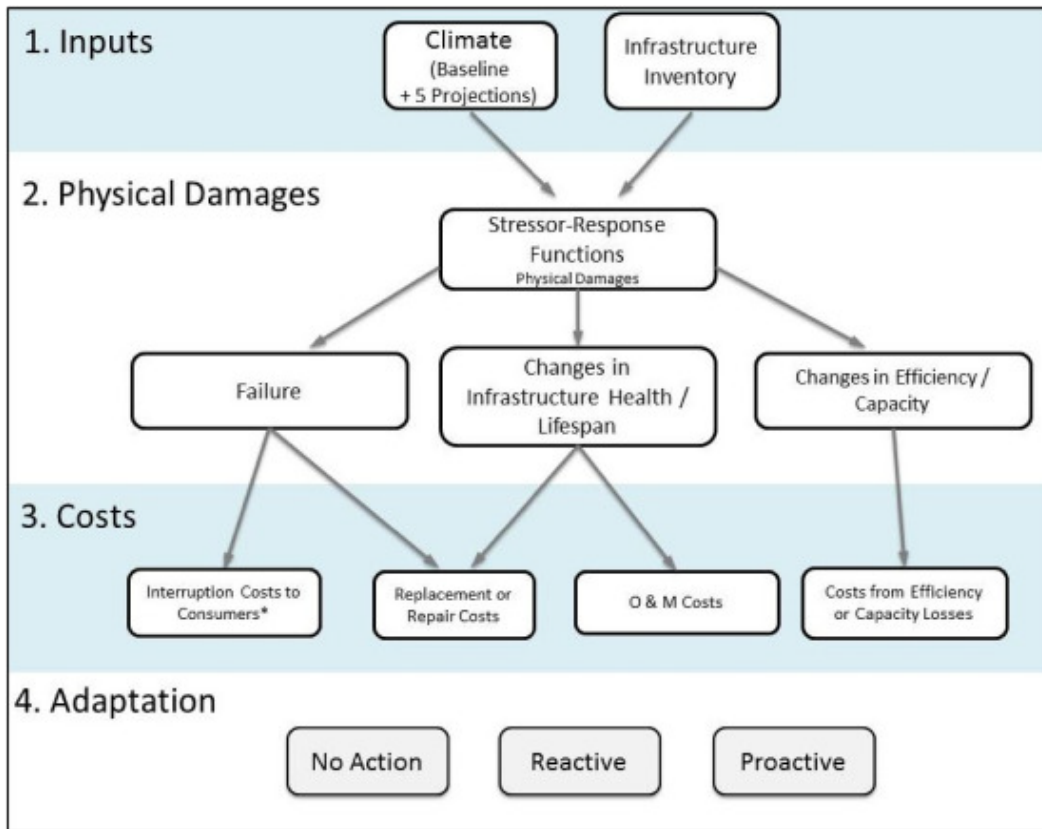 1. Inputs
Climate
(Baseline
+ 5 Projections)
Infrastructure
Inventory
2. Physical Damages
Stressor-Response
Functions
Physical Damages
Failure
Changes in
Infrastructure Health /
Lifespan
Changes in Efficiency /
Capacity
3. Costs
Interruption Costs to
Consumers*
Replacement or
Repair Costs
O & M Costs
Costs from Efficiency
or Capacity Losses
4. Adaptation
No Action
Reactive
Proactive